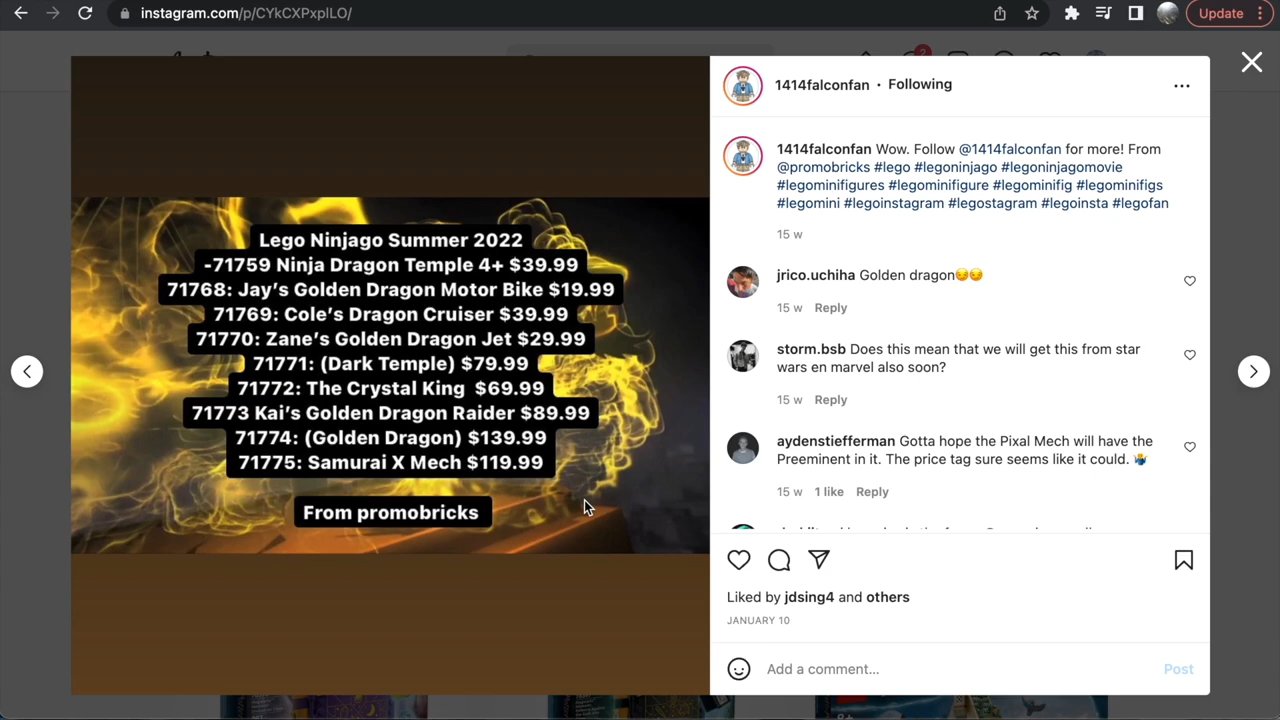 instagram.com/p/CYkCXPxplLO/
Update
2
Lego Ninjago Summer 2022
-71759 Ninja Dragon Temple 4+ $39.99
71768: Jay’s Golden Dragon Motor Bike $19.99
71769: Cole’s Dragon Cruiser $39.99
71770: Zane’s Golden Dragon Jet $29.99
71771: (Dark Temple) $79.99
71772: The Crystal King $69.99
71773 Kai’s Golden Dragon Raider $89.99
71774: (Golden Dragon) $139.99
71775: Samurai X Mech $119.99
From promobricks
1414falconfan • Following
1414falconfan Wow. Follow @1414falconfan for more! From
@promobricks #lego #legoninjago #legoninjagomovie
#legominifigures #legominifigure #legominifig #legominifigs
#legomini #legoinstagram #legostagram #legoinsta #legofan
15 w
jrico.uchiha Golden dragon😏😏
15 w Reply
storm.bsb Does this mean that we will get this from star
wars en marvel also soon?
15 w Reply
aydenstiefferman Gotta hope the Pixal Mech will have the
Preeminent in it. The price tag sure seems like it could. 🤷‍♂️
15 w 1 like Reply
Liked by jdsing4 and others
JANUARY 10
Add a comment...
Post